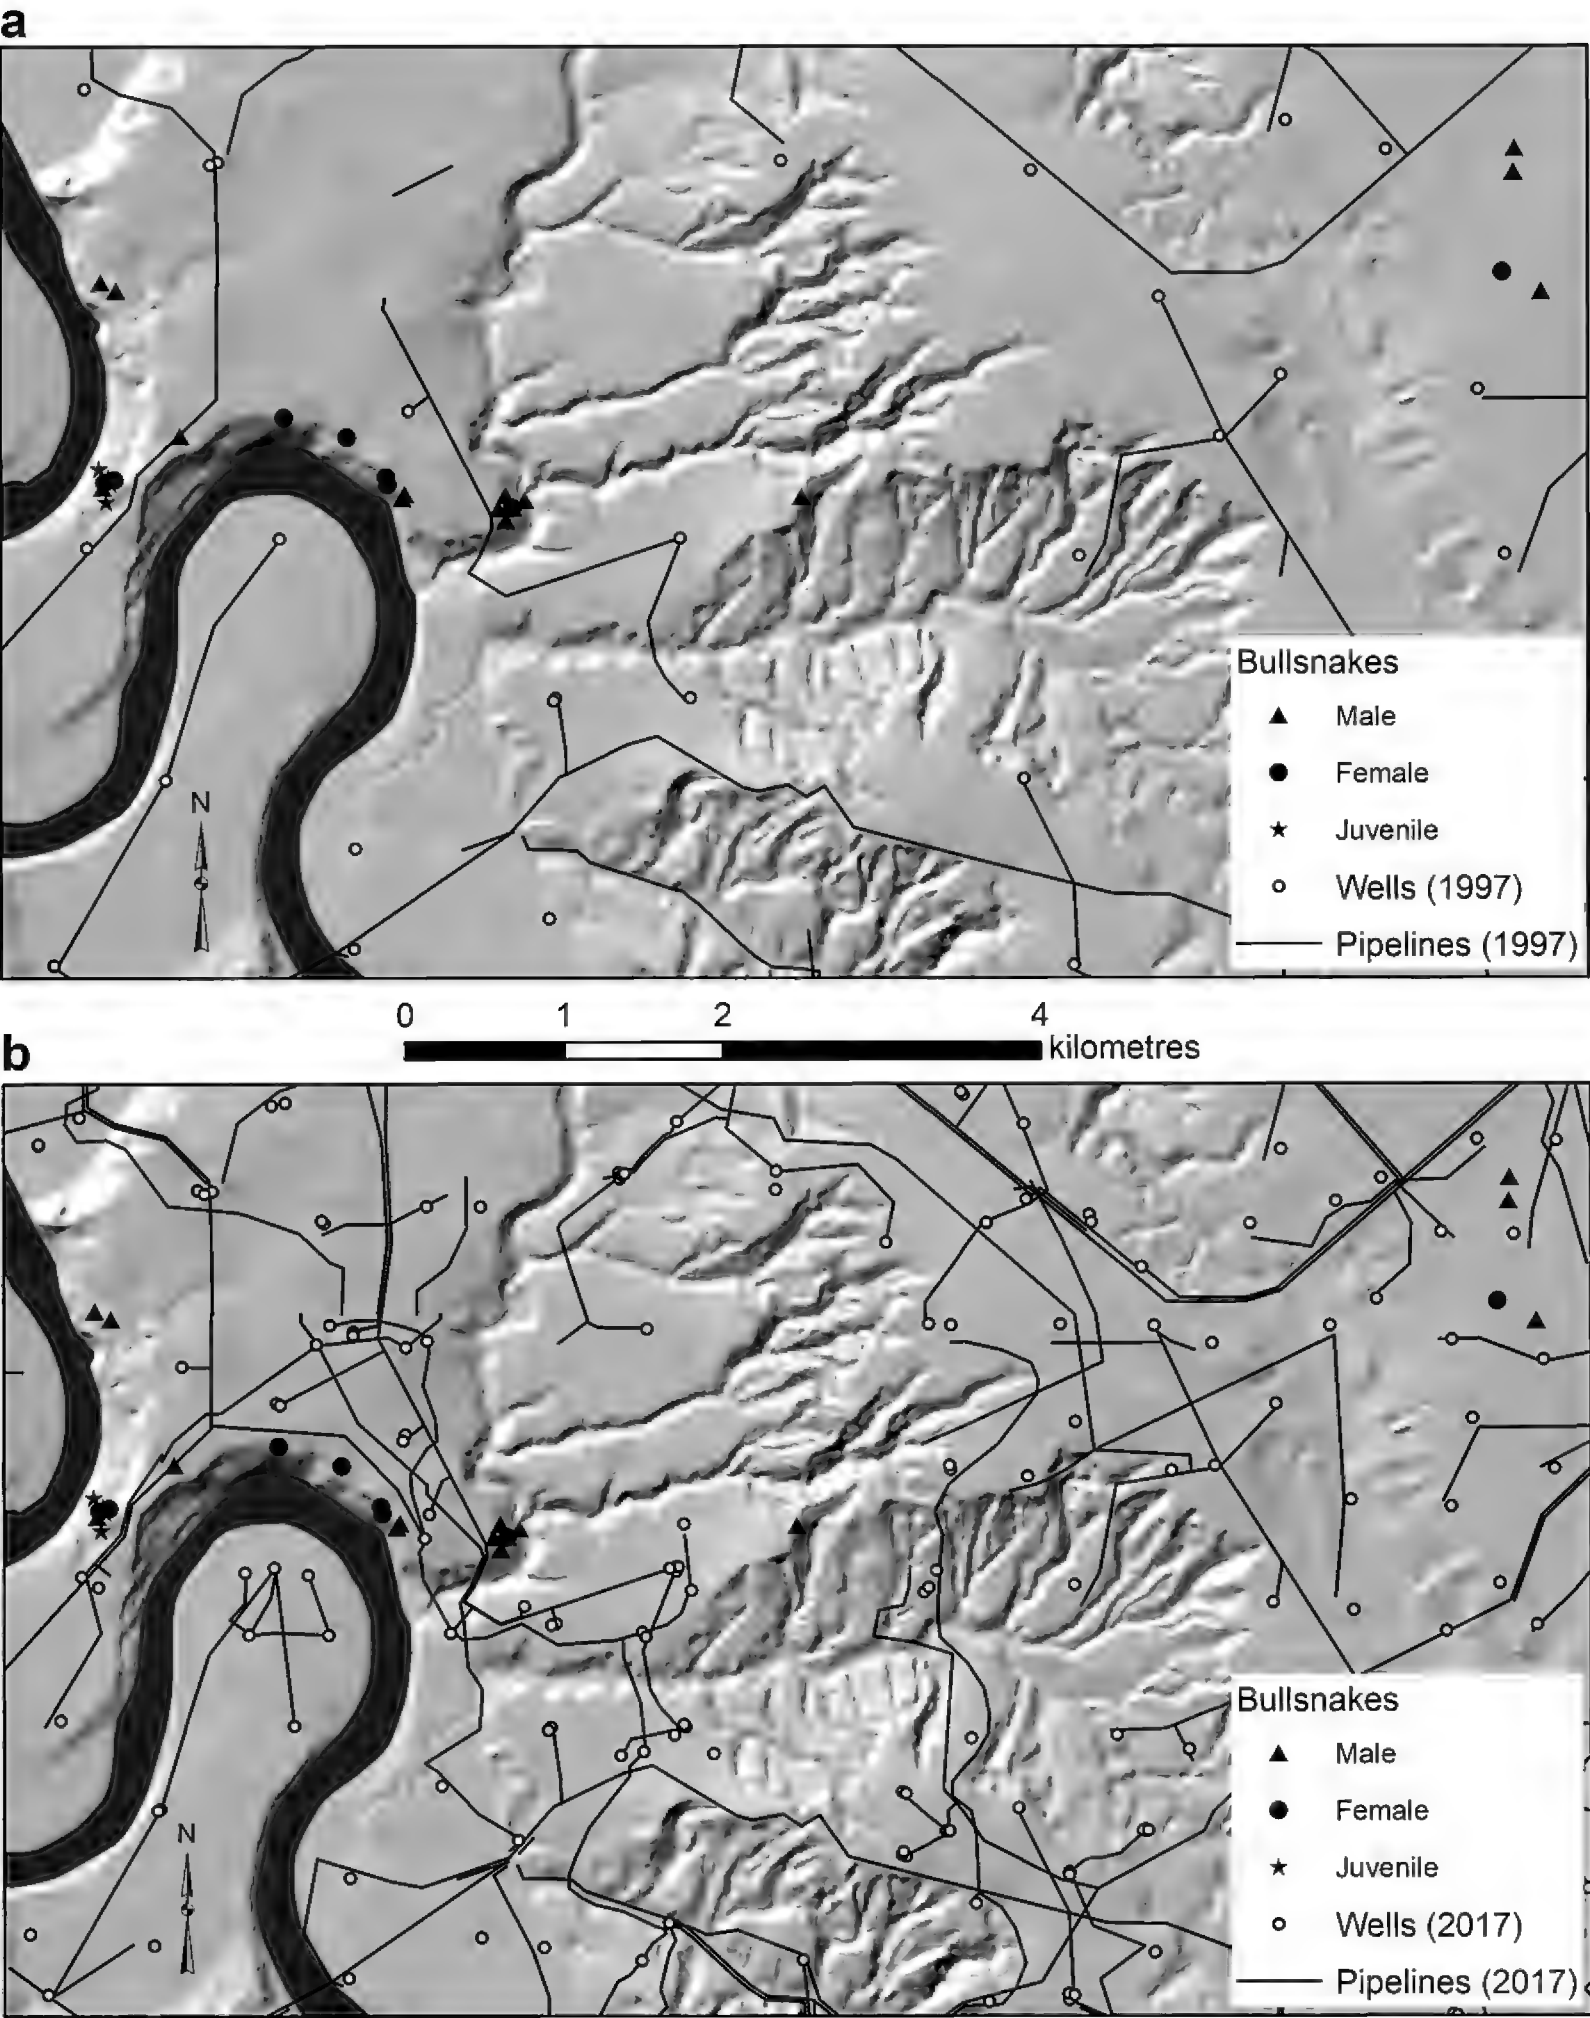 a
N
Bullsnakes
Male
Female
Juvenile
Wells (1997)
Pipelines (1997)
0 1 2 4
kilometres
b
N
Bullsnakes
Male
Female
Juvenile
Wells (2017)
Pipelines (2017)